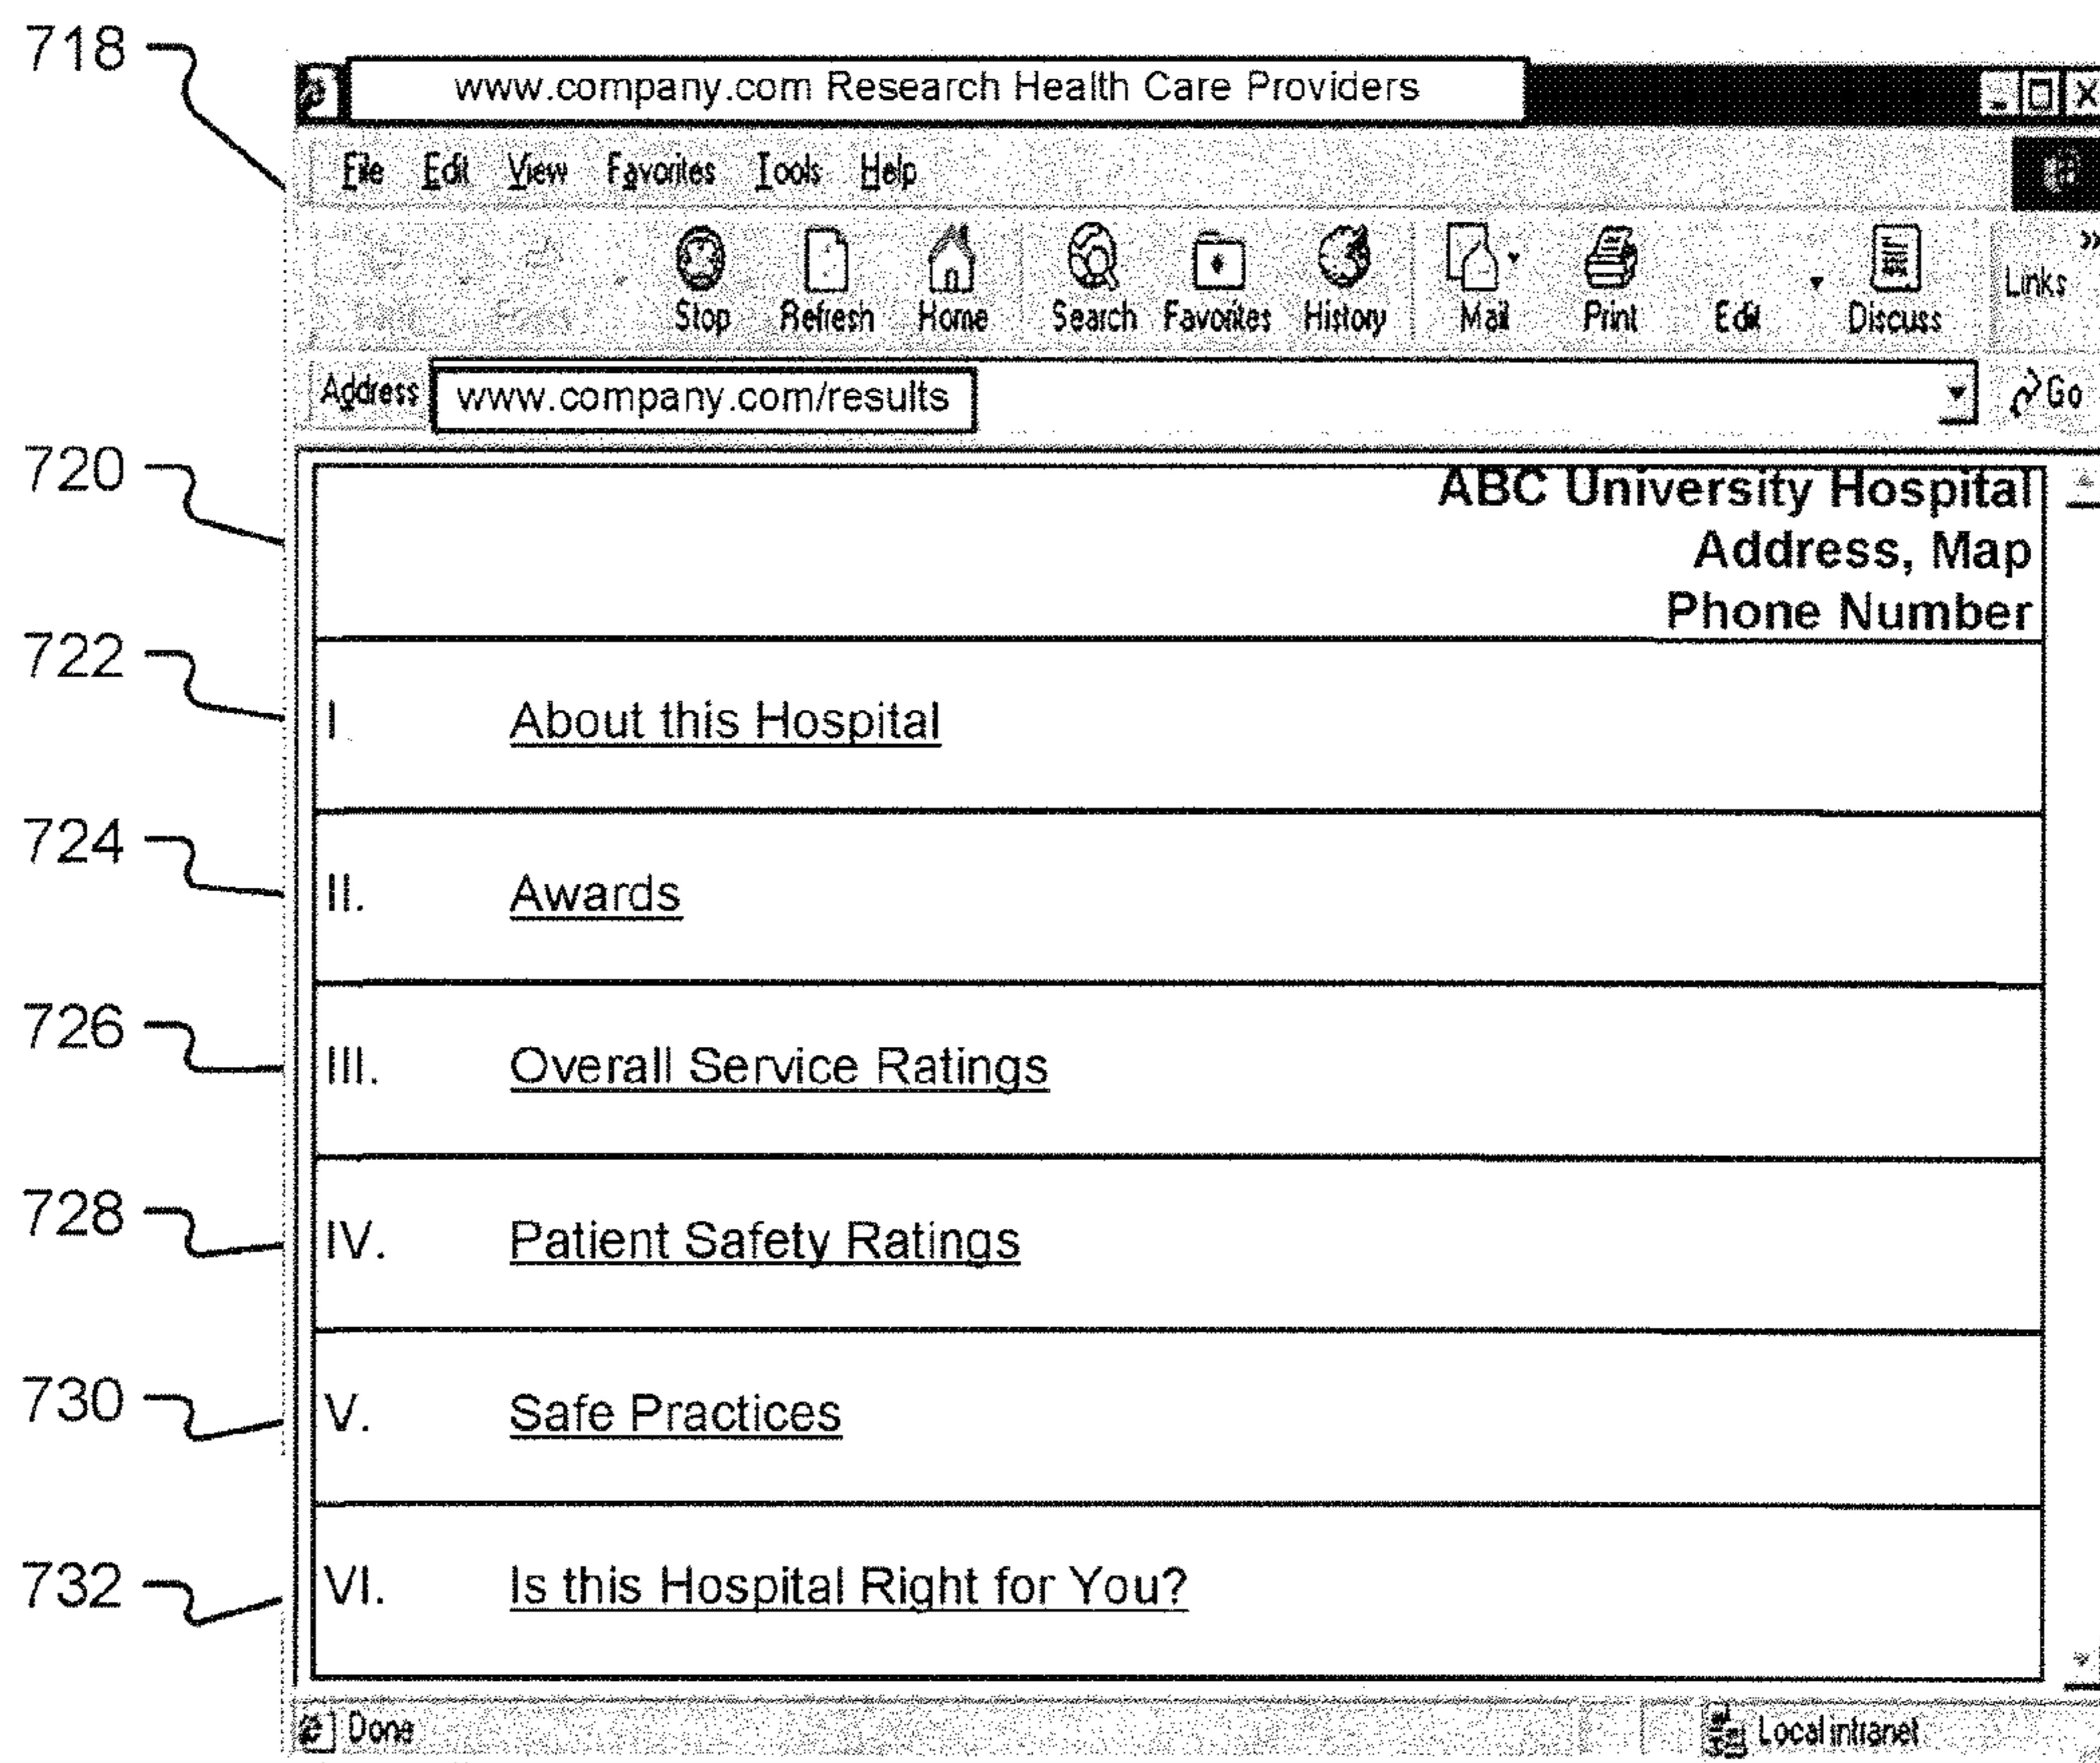 718
www.company.com Research Health Care Providers
File Edit View Favorites Tools Help
Stop Refresh Home Search Favorites History Mail Print Edit Discuss Links »
Address www.company.com/results Go
720
ABC University Hospital
Address, Map
Phone Number
722
I. About this Hospital
724
II. Awards
726
III. Overall Service Ratings
728
IV. Patient Safety Ratings
730
V. Safe Practices
732
VI. Is this Hospital Right for You?
Done Local intranet